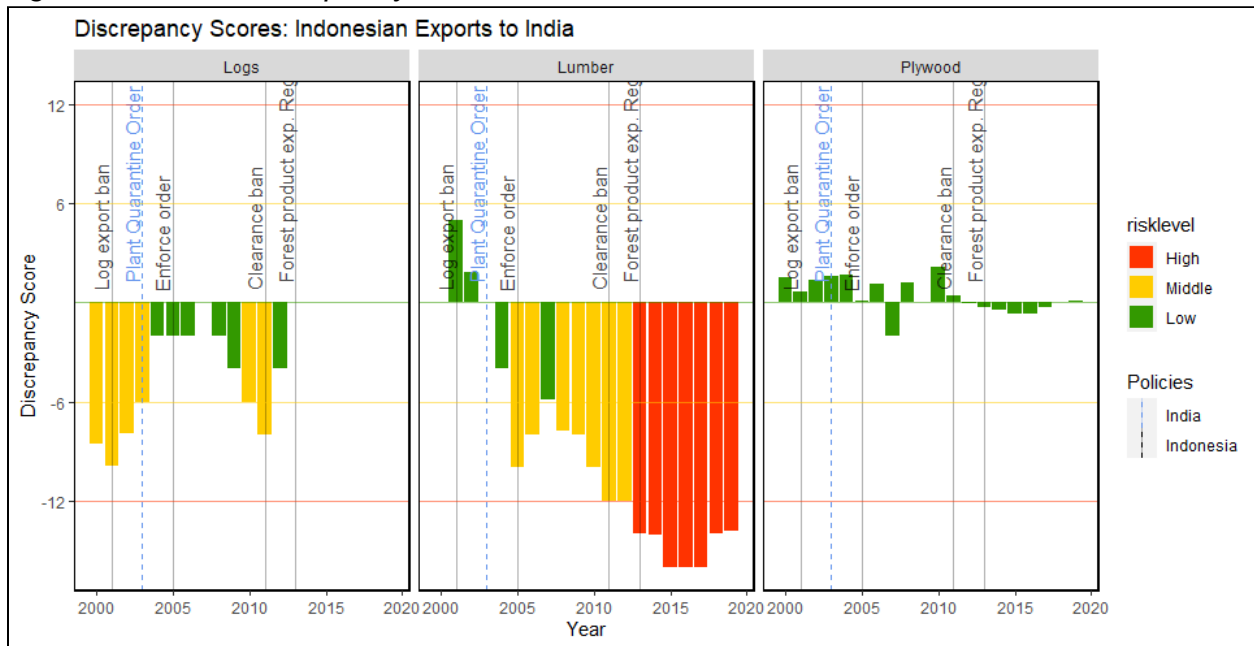 Discrepancy Scores: Indonesian Exports to India
Logs
Lumber
Plywood
Discrepancy Score
12
6
-6
-12
Log export ban
Plant Quarantine Order
Enforce order
Clearance ban
Forest product exp. Reg
Log export ban
Plant Quarantine Order
Enforce order
Clearance ban
Forest product exp. Reg
Log export ban
Plant Quarantine Order
Enforce order
Clearance ban
Forest product exp. Reg
2000 2005 2010 2015 2020
2000 2005 2010 2015 2020
2000 2005 2010 2015 2020
Year
risklevel
High
Middle
Low
Policies
India
Indonesia